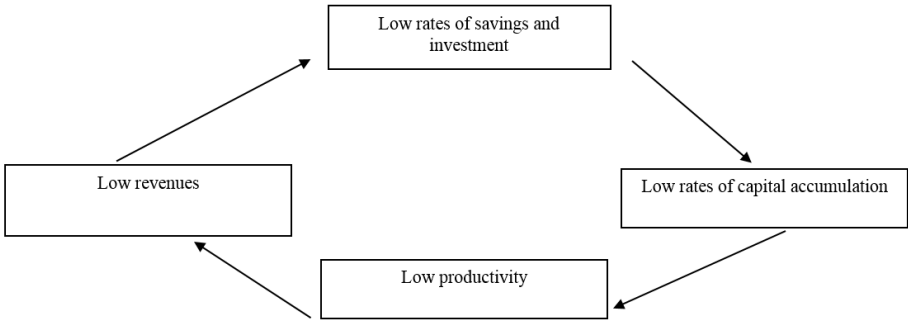 Low rates of savings and
investment
Low revenues
Low rates of capital accumulation
Low productivity